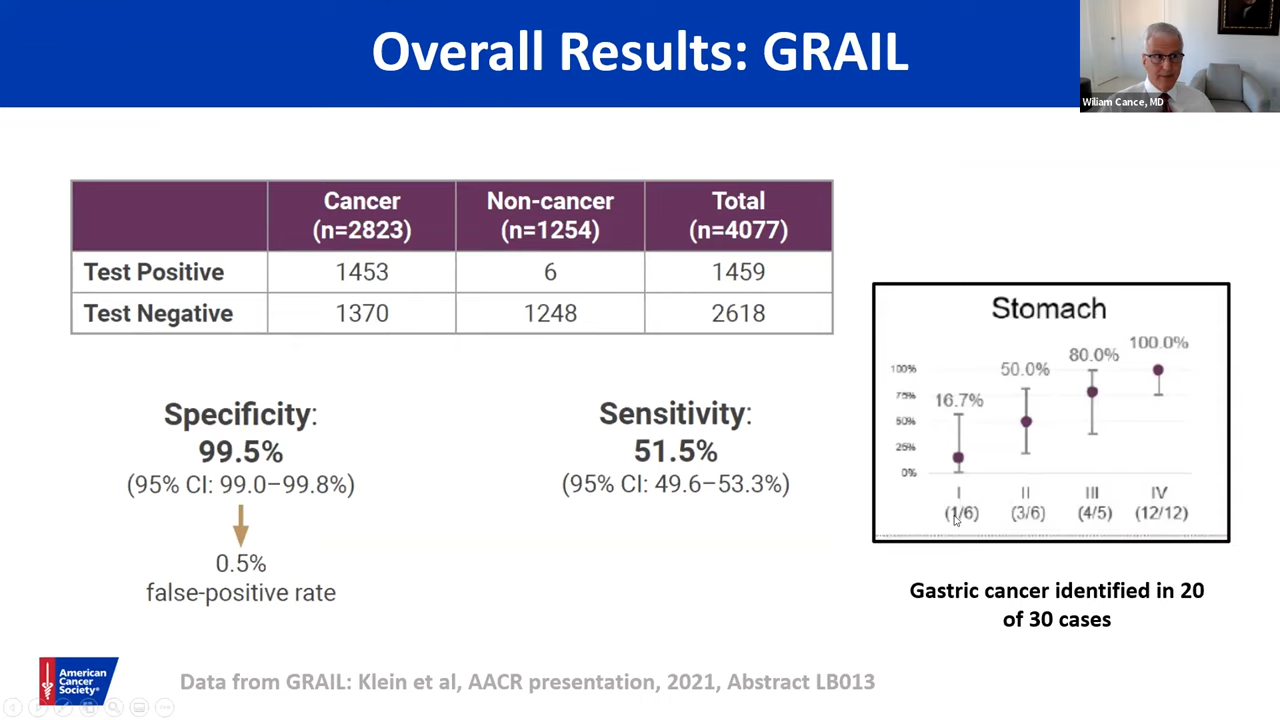 Overall Results: GRAIL
Wiliam Cance, MD
Cancer (n=2823) Non-cancer (n=1254) Total (n=4077)
Test Positive 1453 6 1459
Test Negative 1370 1248 2618
Specificity:
99.5%
(95% CI: 99.0–99.8%)
0.5%
false-positive rate
Sensitivity:
51.5%
(95% CI: 49.6–53.3%)
Stomach
100.0%
80.0%
50.0%
16.7%
100%
75%
50%
25%
0%
I II III IV
(1/6) (3/6) (4/5) (12/12)
Gastric cancer identified in 20
of 30 cases
American
Cancer
Society®
Data from GRAIL: Klein et al, AACR presentation, 2021, Abstract LB013